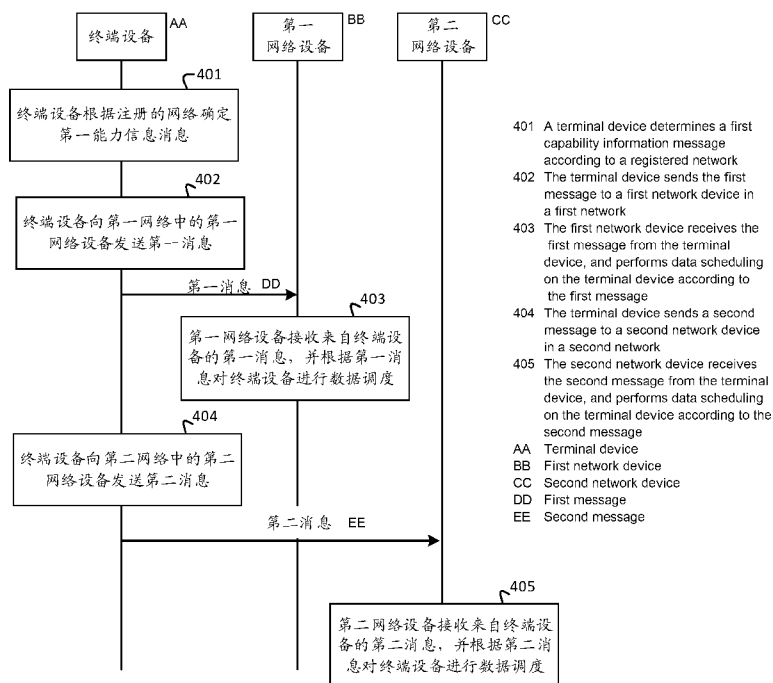 终端设备 AA
第一
网络设备 BB
第二
网络设备 CC
401
终端设备根据注册的网络确定
第一能力信息消息
402
终端设备向第一网络中的第一
网络设备发送第一消息
第一消息 DD
403
第一网络设备接收来自终端设
备的第一消息，并根据第一消
息对终端设备进行数据调度
404
终端设备向第二网络中的第二
网络设备发送第二消息
第二消息 EE
405
第二网络设备接收来自终端设
备的第二消息，并根据第二消
息对终端设备进行数据调度
401 A terminal device determines a first
capability information message
according to a registered network
402 The terminal device sends the first
message to a first network device in
a first network
403 The first network device receives the
first message from the terminal
device, and performs data scheduling
on the terminal device according to
the first message
404 The terminal device sends a second
message to a second network device
in a second network
405 The second network device receives
the second message from the terminal
device, and performs data scheduling
on the terminal device according to the
second message
AA Terminal device
BB First network device
CC Second network device
DD First message
EE Second message